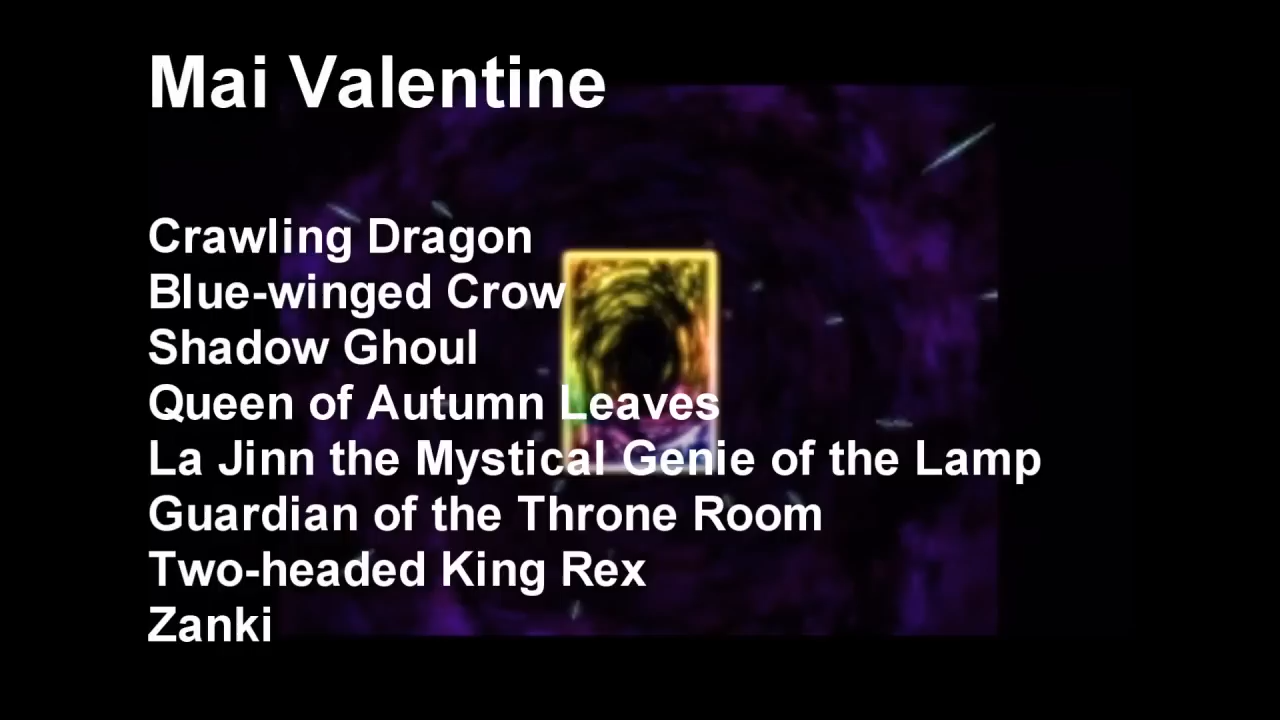 Mai Valentine
Crawling Dragon
Blue-winged Crow
Shadow Ghoul
Queen of Autumn Leaves
La Jinn the Mystical Genie of the Lamp
Guardian of the Throne Room
Two-headed King Rex
Zanki